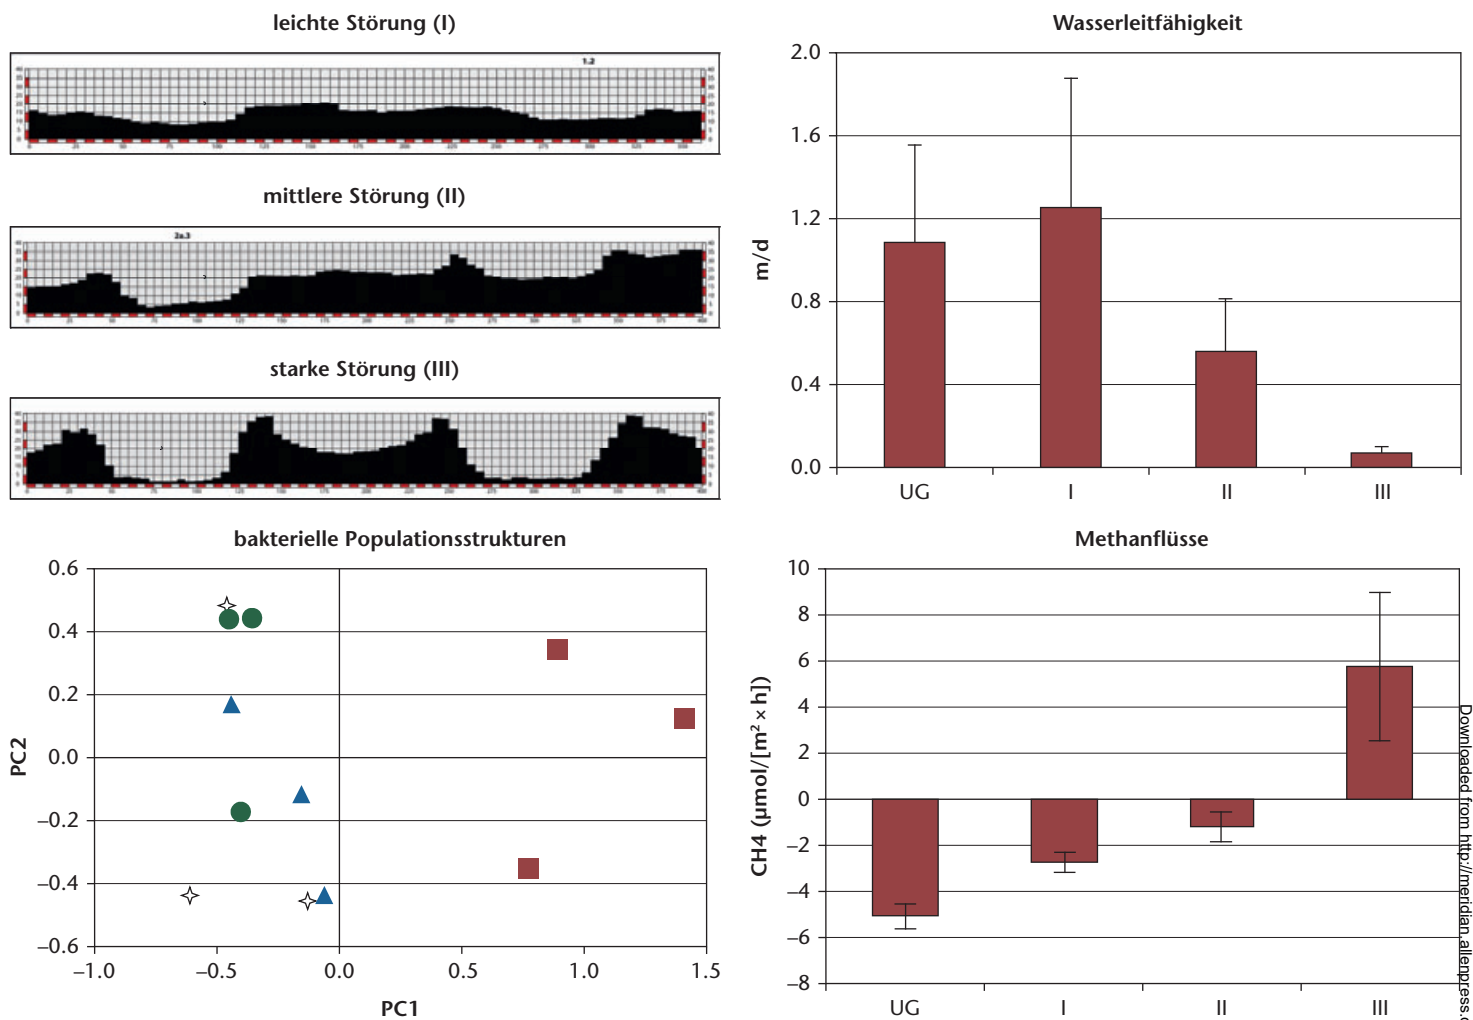 leichte Störung (I)
1.2
mittlere Störung (II)
2a.3
starke Störung (III)
Wasserleitfähigkeit
2.0
1.6
1.2
0.8
0.4
0.0
m/d
UG I II III
bakterielle Populationsstrukturen
0.6
0.4
0.2
0.0
–0.2
–0.4
–0.6
PC2
–1.0 –0.5 0.0 0.5 1.0 1.5
PC1
Methanflüsse
10
8
6
4
2
0
–2
–4
–6
–8
CH4 (µmol/[m² × h])
UG I II III
Downloaded from http://meridian.allenpress.c